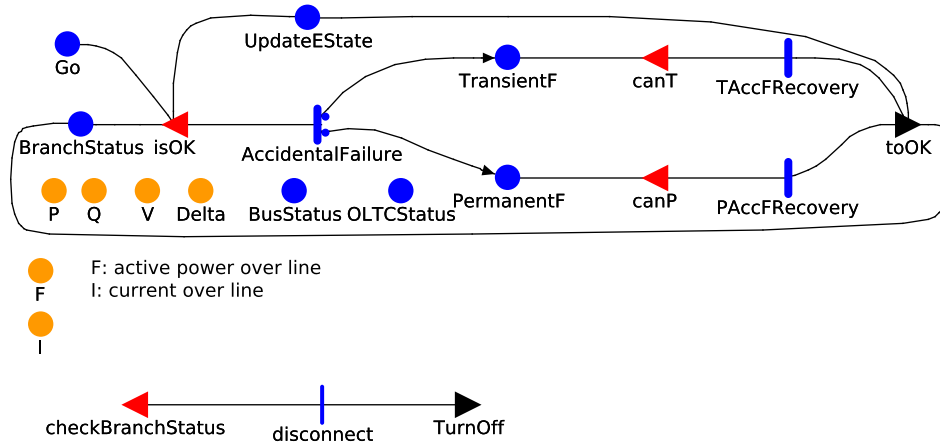 UpdateEState
Go
TransientF
canT
TAccFRecovery
BranchStatus
isOK
AccidentalFailure
toOK
PermanentF
canP
PAccFRecovery
P
Q
V
Delta
BusStatus
OLTCStatus
F: active power over line
I: current over line
F
I
checkBranchStatus
disconnect
TurnOff